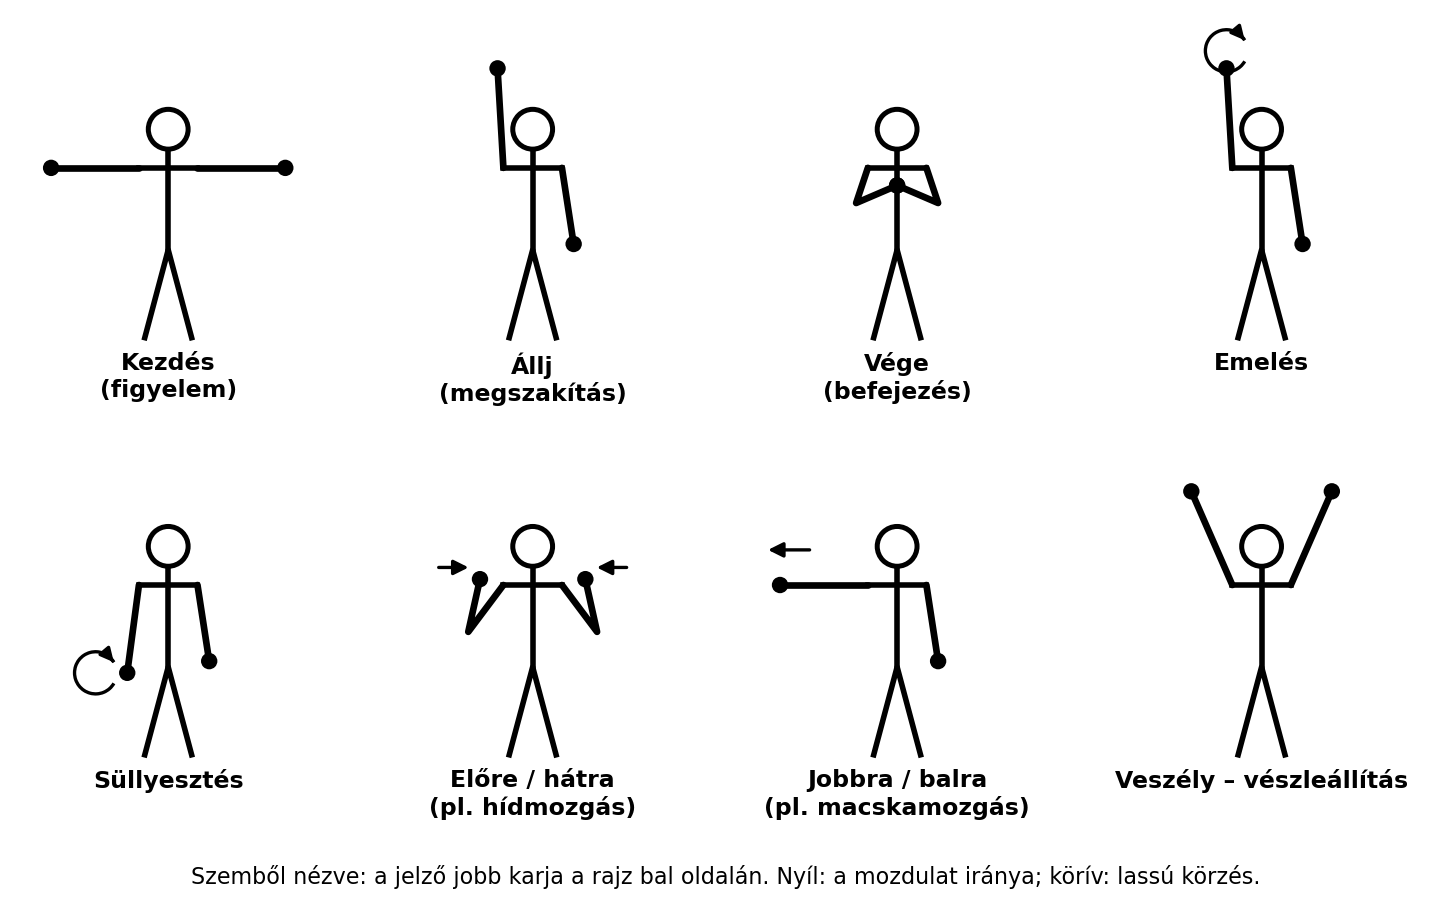 Kezdés
(figyelem)
Állj
(megszakítás)
Vége
(befejezés)
Emelés
Süllyesztés
Előre / hátra
(pl. hídmozgás)
Jobbra / balra
(pl. macskamozgás)
Veszély – vészleállítás
Szemből nézve: a jelző jobb karja a rajz bal oldalán. Nyíl: a mozdulat iránya; körív: lassú körzés.